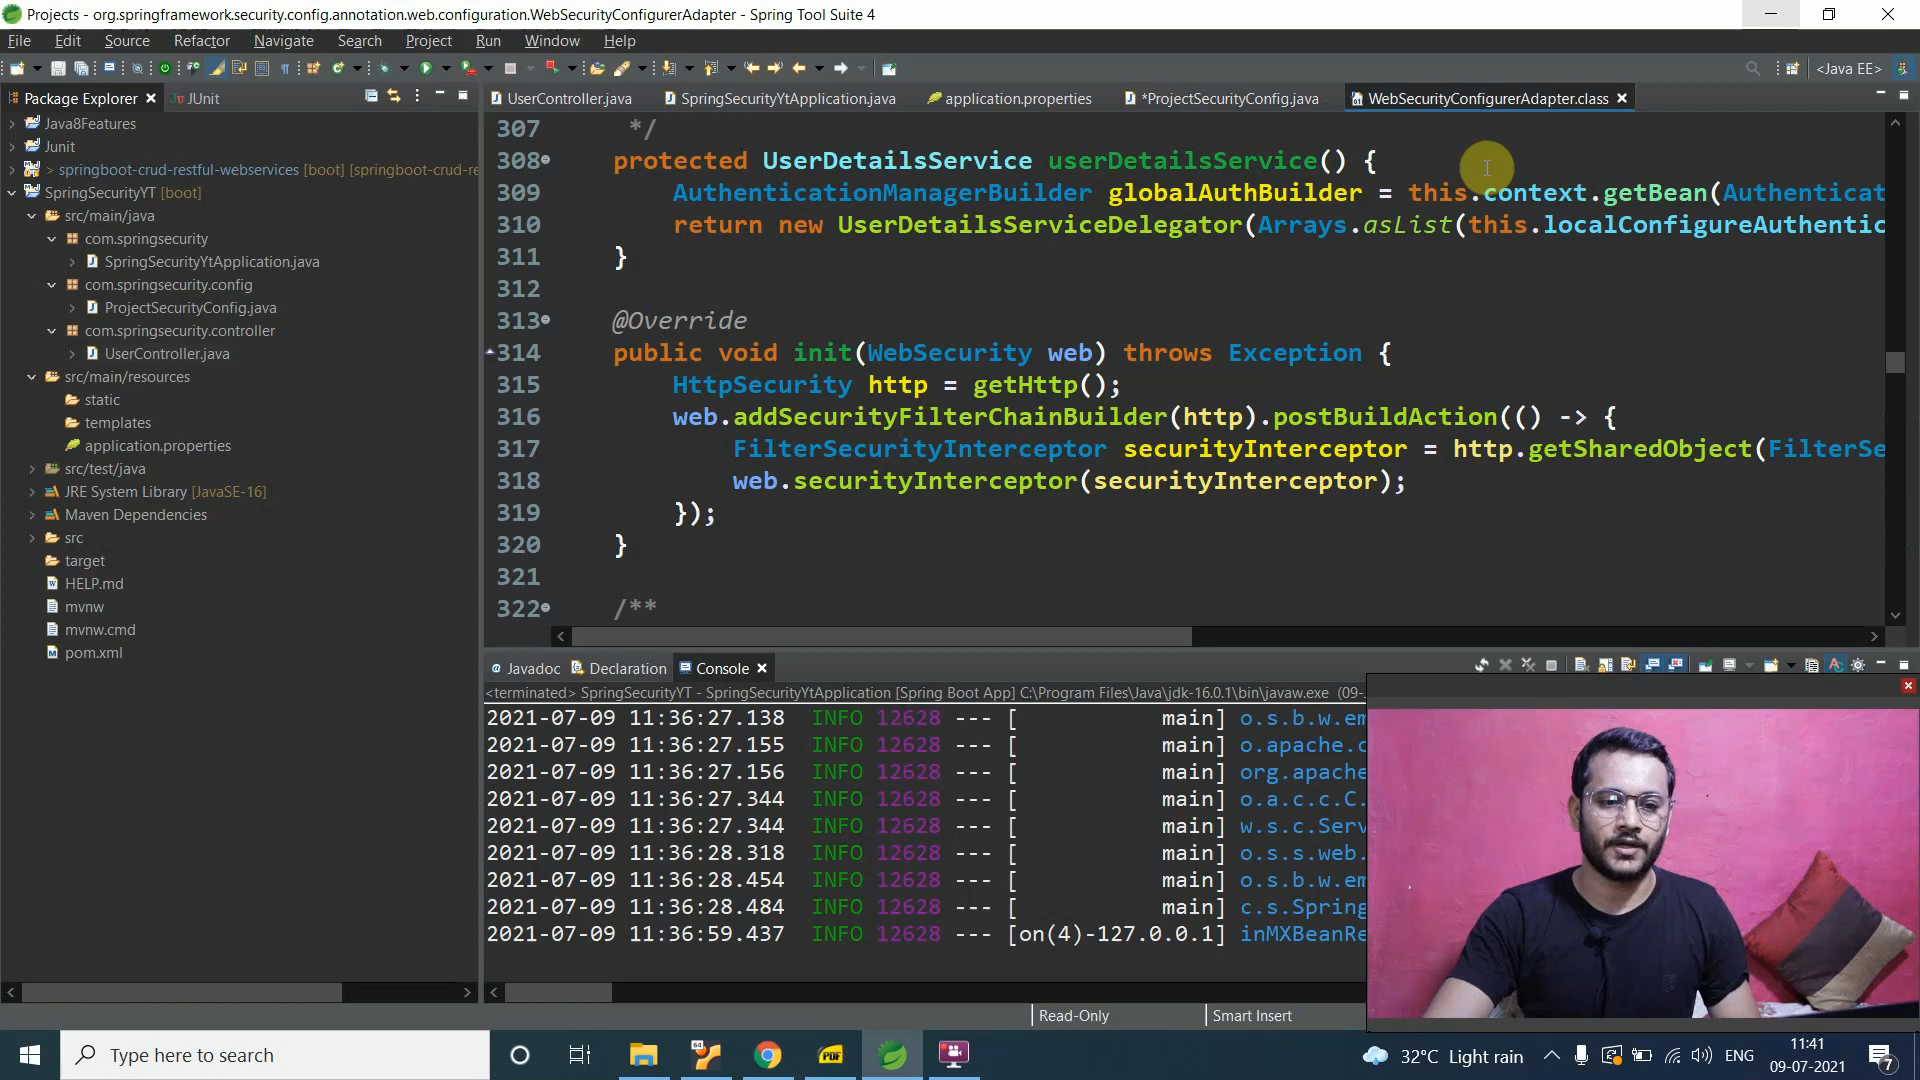 Projects - org.springframework.security.config.annotation.web.configuration.WebSecurityConfigurerAdapter - Spring Tool Suite 4
File Edit Source Refactor Navigate Search Project Run Window Help
<Java EE>
Package Explorer
JUnit
UserController.java SpringSecurityYtApplication.java application.properties *ProjectSecurityConfig.java WebSecurityConfigurerAdapter.class
Java8Features
Junit
> springboot-crud-restful-webservices [boot] [springboot-crud-re
SpringSecurityYT [boot]
src/main/java
com.springsecurity
SpringSecurityYtApplication.java
com.springsecurity.config
ProjectSecurityConfig.java
com.springsecurity.controller
UserController.java
src/main/resources
static
templates
application.properties
src/test/java
JRE System Library [JavaSE-16]
Maven Dependencies
src
target
HELP.md
mvnw
mvnw.cmd
pom.xml
307 */
308 protected UserDetailsService userDetailsService() {
309 AuthenticationManagerBuilder globalAuthBuilder = this.context.getBean(Authenticat
310 return new UserDetailsServiceDelegator(Arrays.asList(this.localConfigureAuthentic
311 }
312
313 @Override
314 public void init(WebSecurity web) throws Exception {
315 HttpSecurity http = getHttp();
316 web.addSecurityFilterChainBuilder(http).postBuildAction(() -> {
317 FilterSecurityInterceptor securityInterceptor = http.getSharedObject(FilterSe
318 web.securityInterceptor(securityInterceptor);
319 });
320 }
321
322 /**
Javadoc Declaration Console
<terminated> SpringSecurityYT - SpringSecurityYtApplication [Spring Boot App] C:\Program Files\Java\jdk-16.0.1\bin\javaw.exe (09-
2021-07-09 11:36:27.138 INFO 12628 --- [ main] o.s.b.w.em
2021-07-09 11:36:27.155 INFO 12628 --- [ main] o.apache.c
2021-07-09 11:36:27.156 INFO 12628 --- [ main] org.apache
2021-07-09 11:36:27.344 INFO 12628 --- [ main] o.a.c.c.C.
2021-07-09 11:36:27.344 INFO 12628 --- [ main] w.s.c.Serv
2021-07-09 11:36:28.318 INFO 12628 --- [ main] o.s.s.web.
2021-07-09 11:36:28.454 INFO 12628 --- [ main] o.s.b.w.em
2021-07-09 11:36:28.484 INFO 12628 --- [ main] c.s.Spring
2021-07-09 11:36:59.437 INFO 12628 --- [on(4)-127.0.0.1] inMXBeanRe
Read-Only Smart Insert
Type here to search
64
PDF
32°C Light rain
ENG
11:41
09-07-2021
7